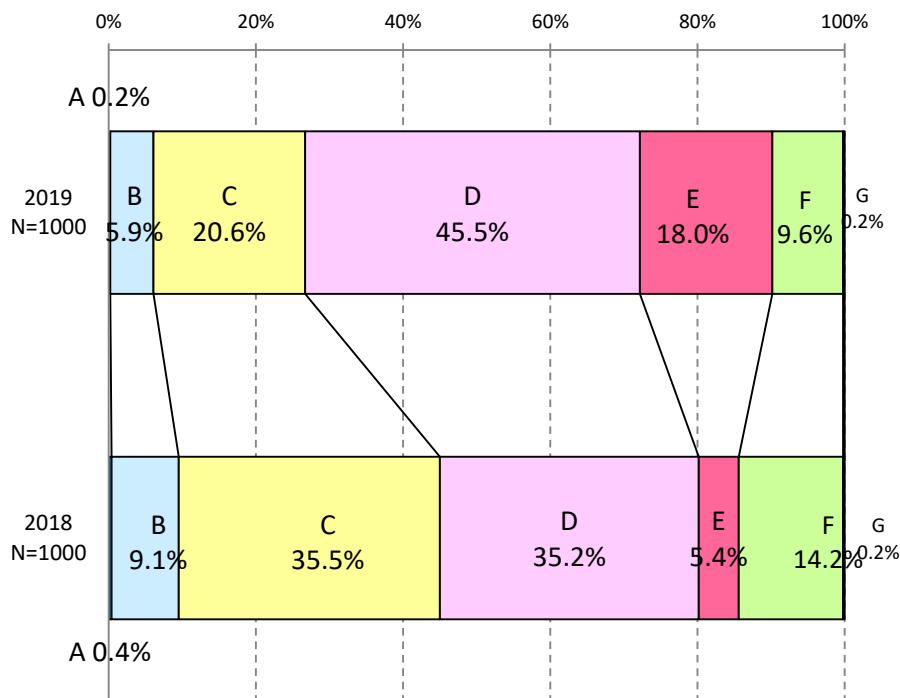 0% 20% 40% 60% 80% 100%
A 0.2%
2019
N=1000
B
5.9%
C
20.6%
D
45.5%
E
18.0%
F
9.6%
G
0.2%
2018
N=1000
B
9.1%
C
35.5%
D
35.2%
E
5.4%
F
14.2%
G
0.2%
A 0.4%